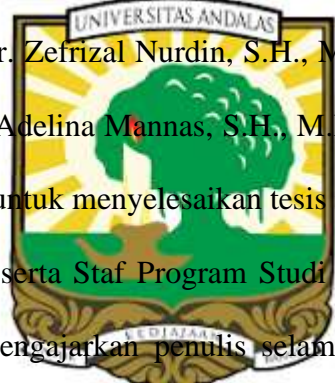 UNIVERSITAS ANDALAS
r. Zefrizal Nurdin, S.H., M
Adelina Mannas, S.H., M.
untuk menyelesaikan tesis
serta Staf Program Studi
engajarkan penulis selam